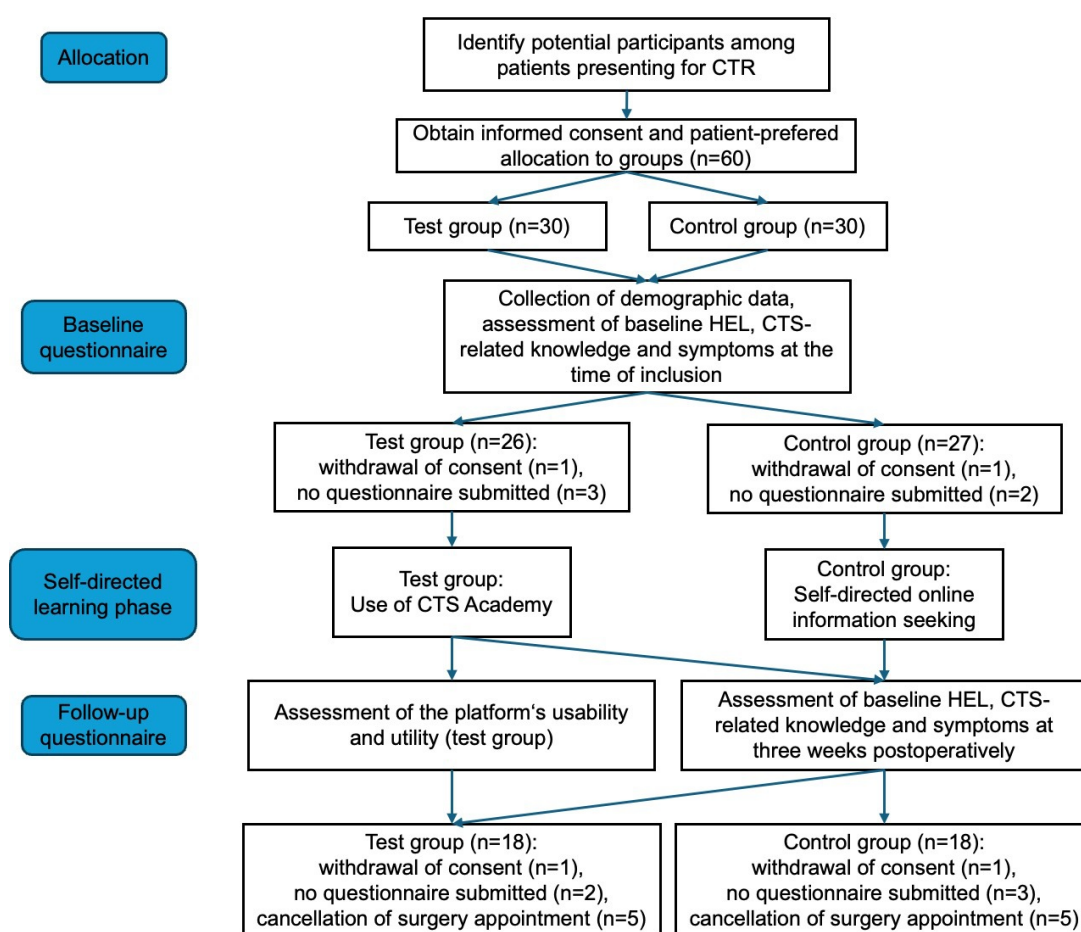 Allocation
Identify potential participants among
patients presenting for CTR
Obtain informed consent and patient-prefered
allocation to groups (n=60)
Test group (n=30)
Control group (n=30)
Baseline
questionnaire
Collection of demographic data,
assessment of baseline HEL, CTS-
related knowledge and symptoms at the
time of inclusion
Test group (n=26):
withdrawal of consent (n=1),
no questionnaire submitted (n=3)
Control group (n=27):
withdrawal of consent (n=1),
no questionnaire submitted (n=2)
Self-directed
learning phase
Test group:
Use of CTS Academy
Control group:
Self-directed online
information seeking
Follow-up
questionnaire
Assessment of the platform‘s usability
and utility (test group)
Assessment of baseline HEL, CTS-
related knowledge and symptoms at
three weeks postoperatively
Test group (n=18):
withdrawal of consent (n=1),
no questionnaire submitted (n=2),
cancellation of surgery appointment (n=5)
Control group (n=18):
withdrawal of consent (n=1),
no questionnaire submitted (n=3),
cancellation of surgery appointment (n=5)